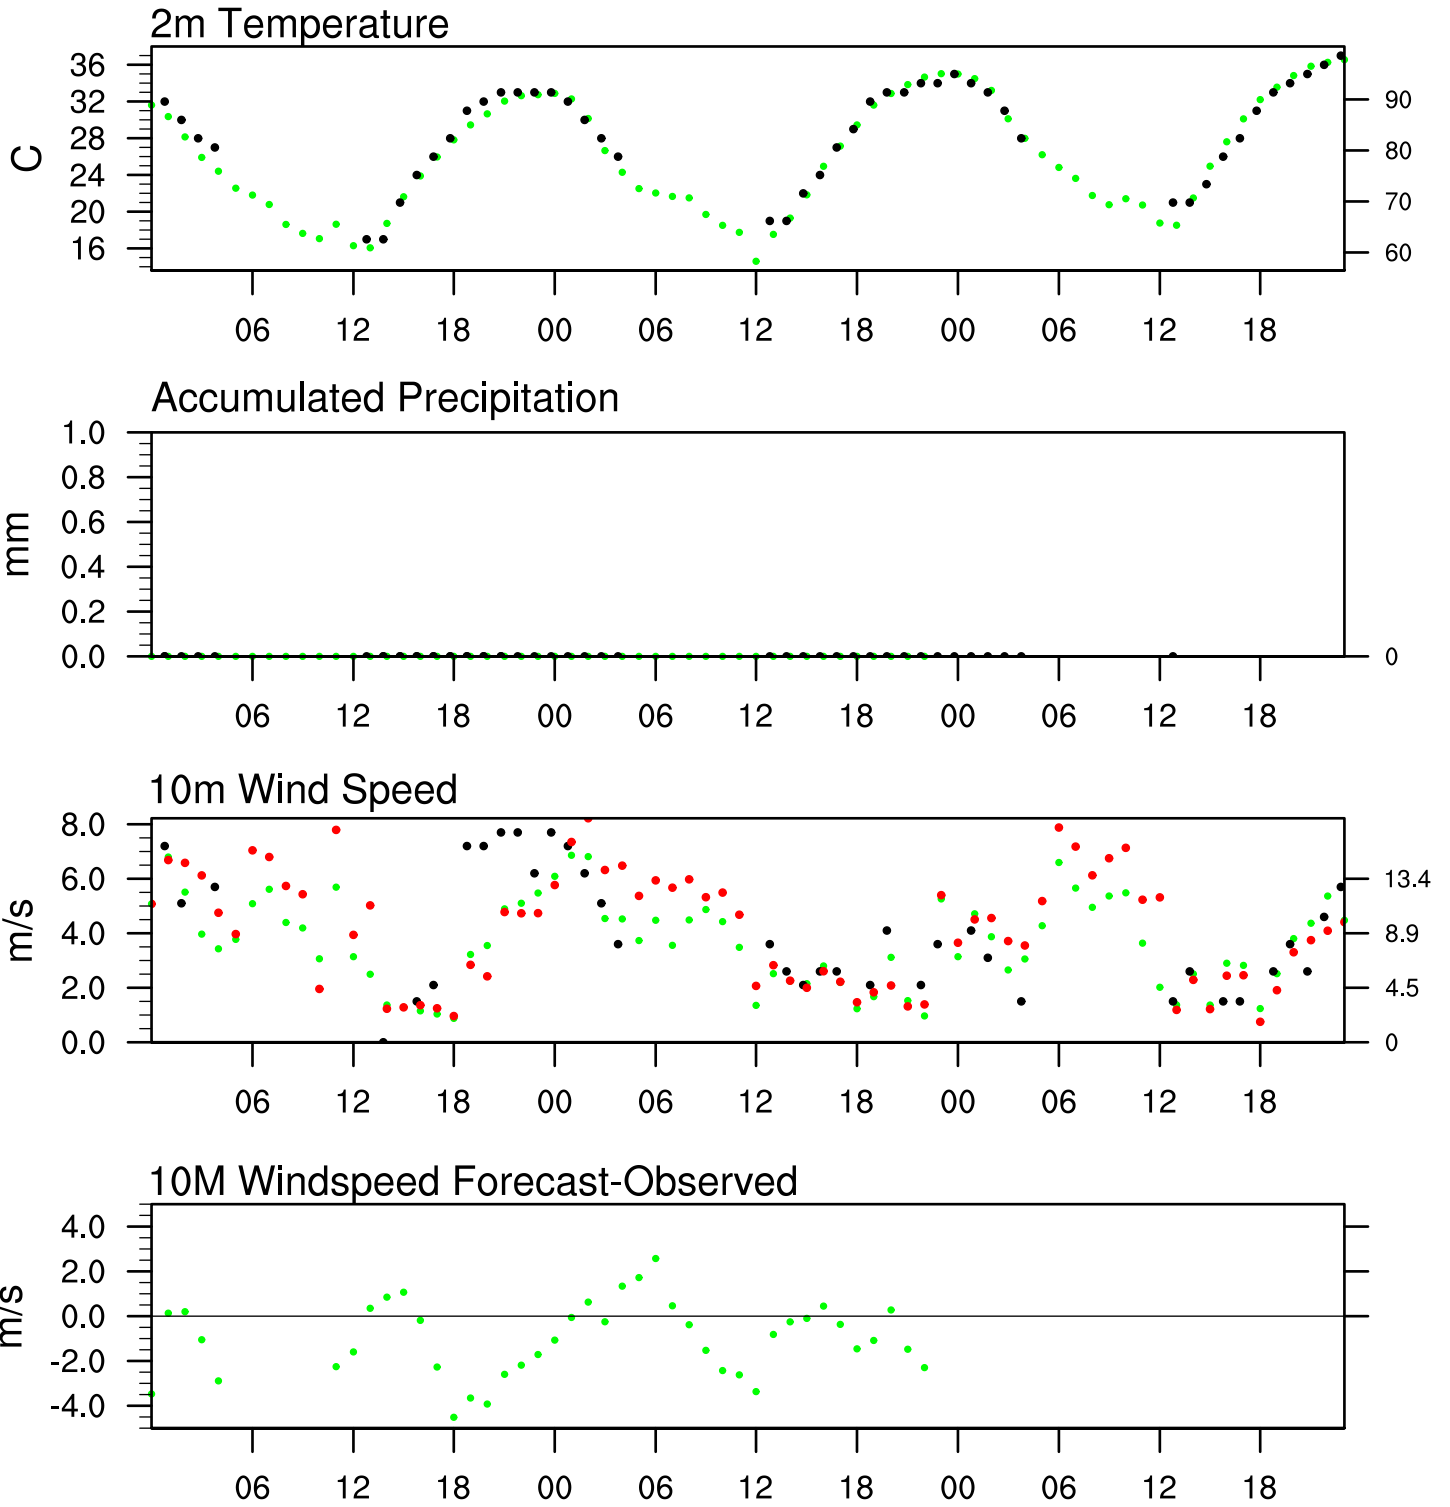 2m Temperature
36
32
28
24
20
16
C
90
80
70
60
06 12 18 00 06 12 18 00 06 12 18
Accumulated Precipitation
1.0
0.8
0.6
0.4
0.2
0.0
mm
0
06 12 18 00 06 12 18 00 06 12 18
10m Wind Speed
8.0
6.0
4.0
2.0
0.0
m/s
13.4
8.9
4.5
0
06 12 18 00 06 12 18 00 06 12 18
10M Windspeed Forecast-Observed
4.0
2.0
0.0
-2.0
-4.0
m/s
06 12 18 00 06 12 18 00 06 12 18